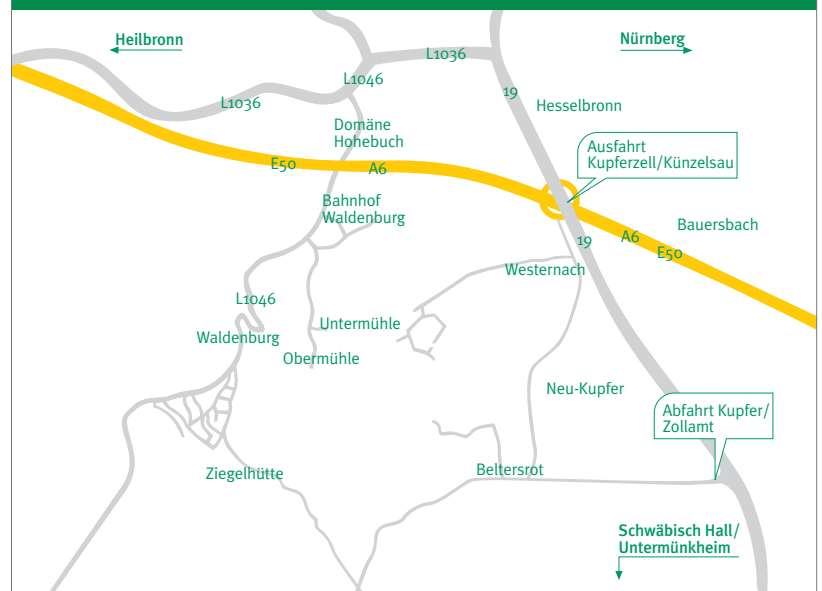 Heilbronn
Nürnberg
L1036
L1046
19
L1036
Hesselbronn
Domäne
Hohebuch
Ausfahrt
Kupferzell/Künzelsau
E50
A6
Bahnhof
Waldenburg
Bauersbach
19
A6
E50
Westernach
L1046
Untermühle
Waldenburg
Obermühle
Neu-Kupfer
Abfahrt Kupfer/
Zollamt
Ziegelhütte
Beltersrot
Schwäbisch Hall/
Untermünkheim